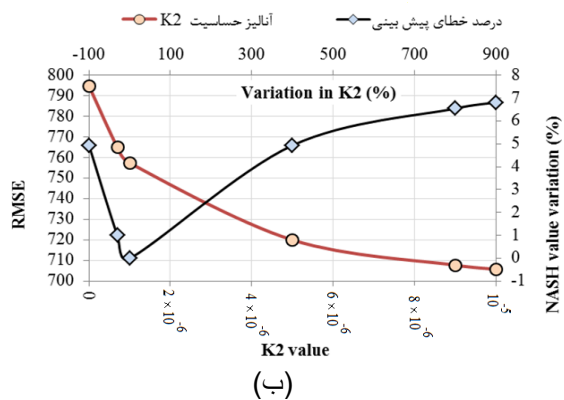 درصد خطای پیش بینی آنالیز حساسیت K2
-100 100 300 500 700 900
Variation in K2 (%)
800 8
790 7
780 6
770 5
760 4
750 3
740 2
730 1
720 0
710 -1
700
RMSE
NASH value variation (%)
0 2×10-6 4×10-6 6×10-6 8×10-6 10-5
K2 value
(ب)